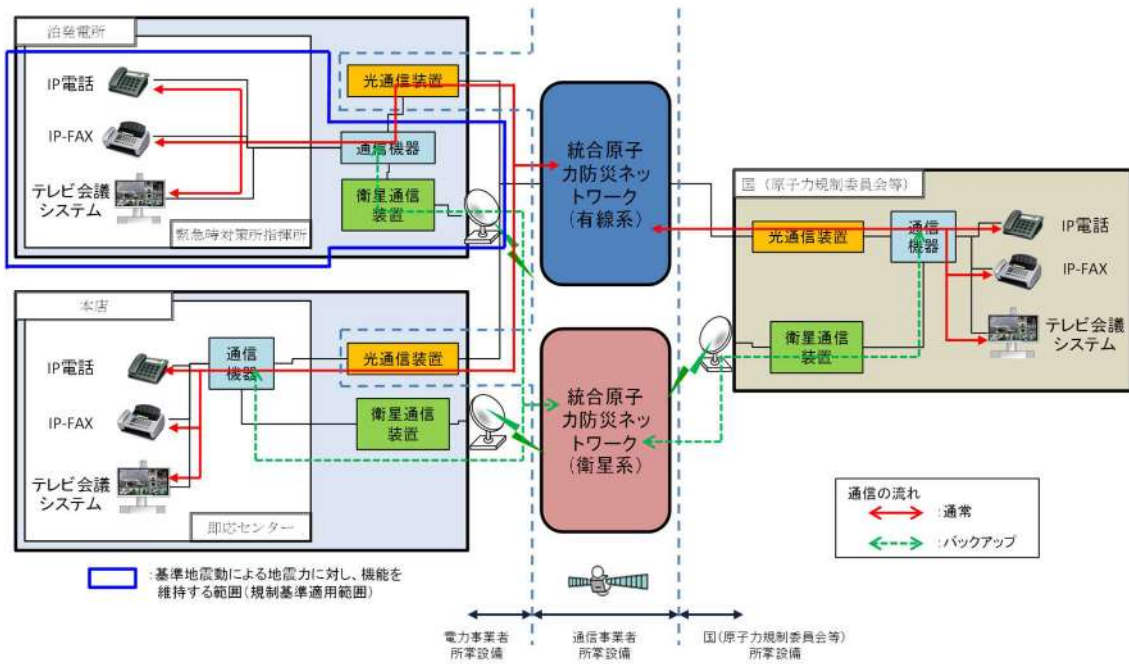 泊発電所
IP電話
IP-FAX
テレビ会議
システム
緊急時対策所指揮所
光通信装置
通信機器
衛星通信
装置
本店
IP電話
IP-FAX
テレビ会議
システム
即応センター
通信
機器
光通信装置
衛星通信
装置
統合原子
力防災ネッ
トワーク
(有線系)
統合原子
力防災ネッ
トワーク
(衛星系)
国(原子力規制委員会等)
光通信装置
通信
機器
衛星通信
装置
IP電話
IP-FAX
テレビ会議
システム
通信の流れ
:通常
:バックアップ
:基準地震動による地震力に対し、機能を
維持する範囲(規制基準適用範囲)
電力事業者
所掌設備
通信事業者
所掌設備
国(原子力規制委員会等)
所掌設備